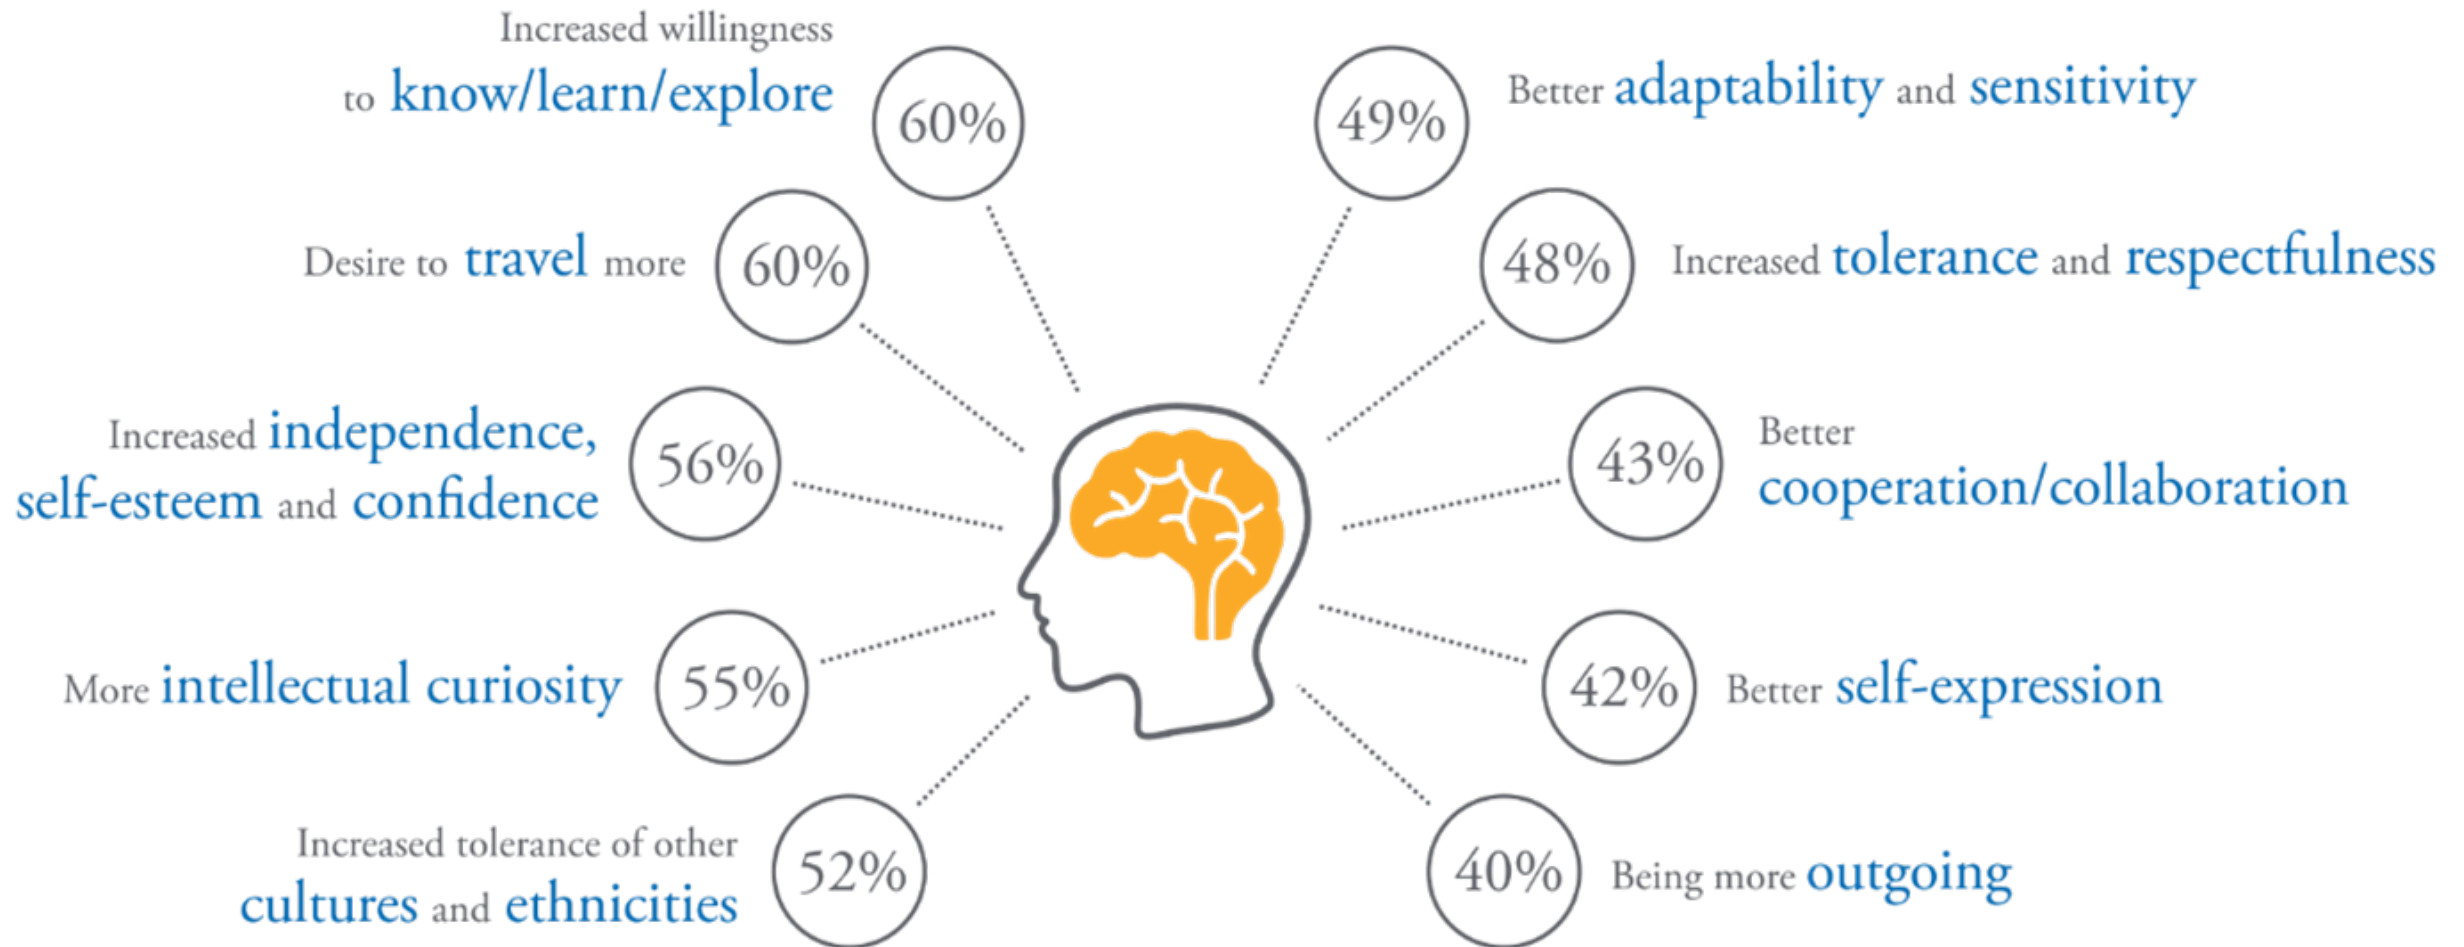 Increased willingness
to know/learn/explore
60%
Desire to travel more
60%
Increased independence,
self-esteem and confidence
56%
More intellectual curiosity
55%
Increased tolerance of other
cultures and ethnicities
52%
49%
Better adaptability and sensitivity
48%
Increased tolerance and respectfulness
43%
Better
cooperation/collaboration
42%
Better self-expression
40%
Being more outgoing